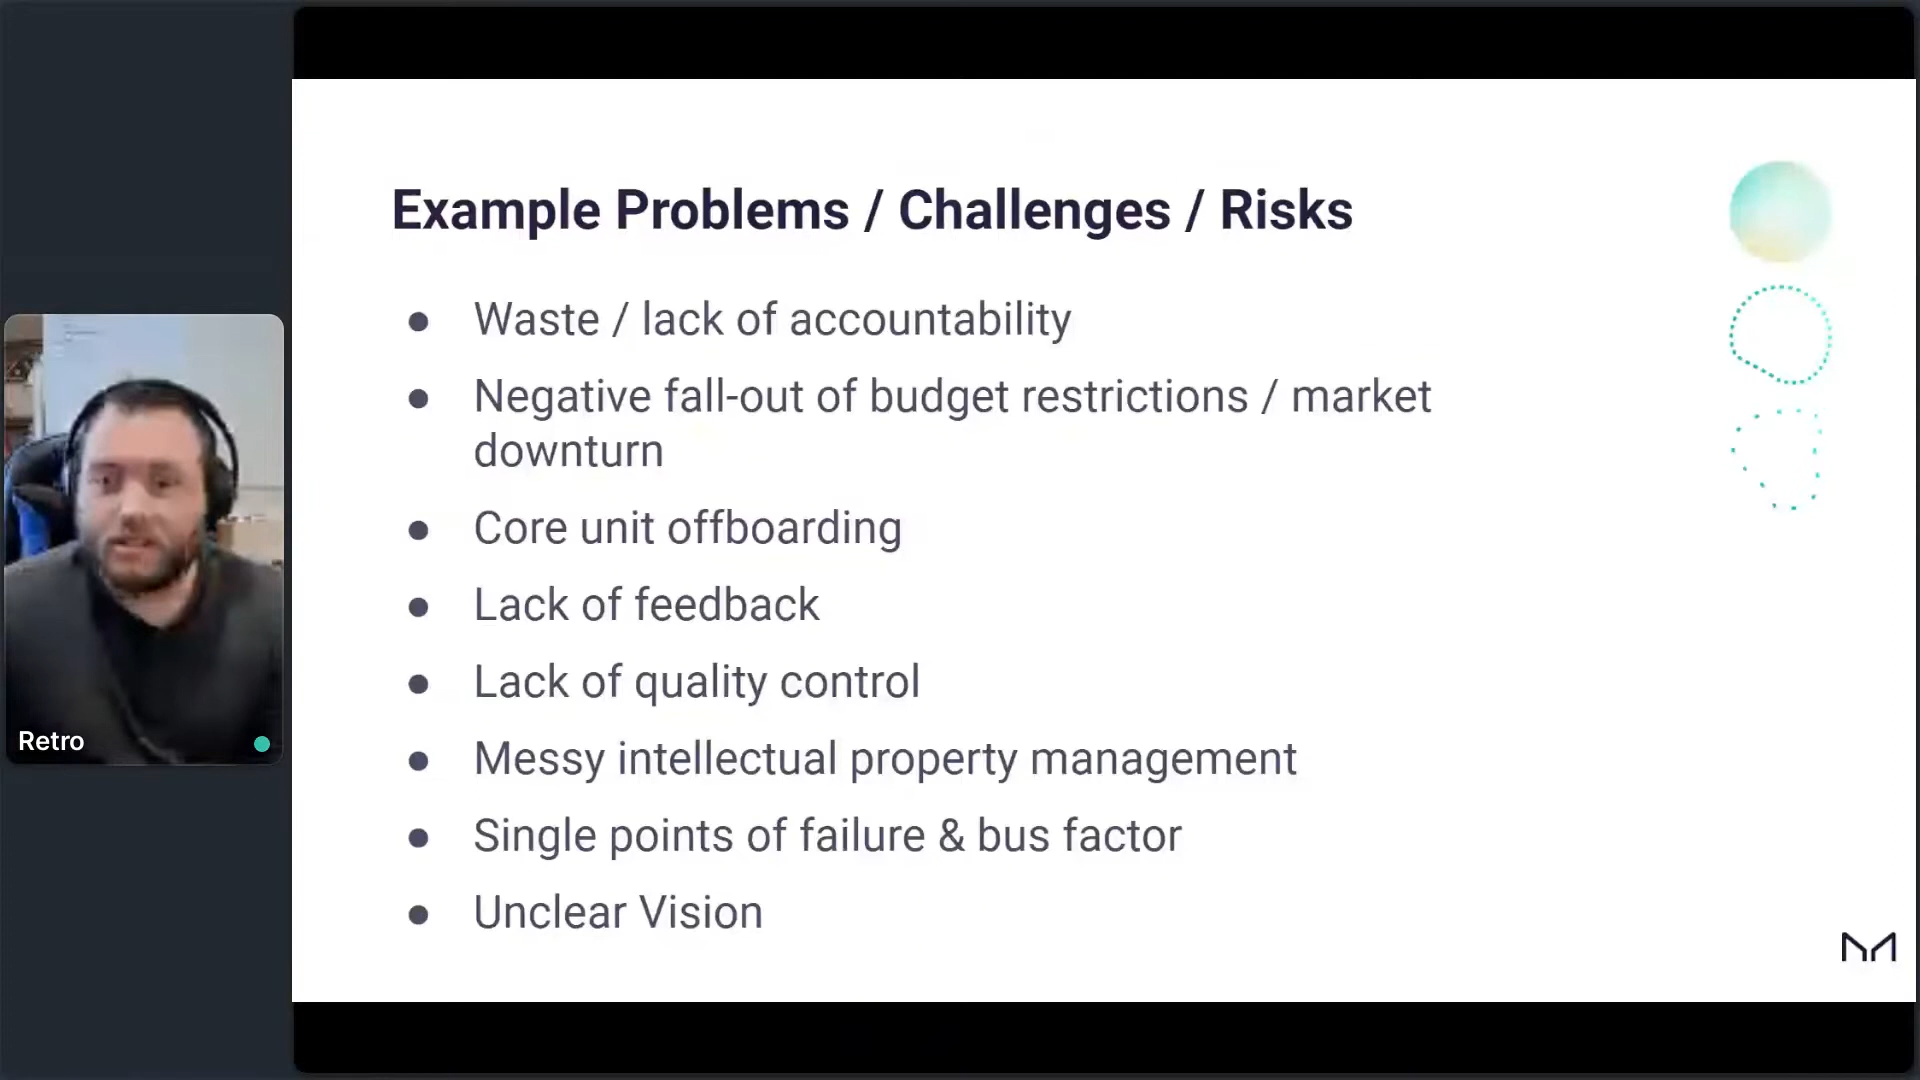 Example Problems / Challenges / Risks
● Waste / lack of accountability
● Negative fall-out of budget restrictions / market
downturn
● Core unit offboarding
● Lack of feedback
● Lack of quality control
● Messy intellectual property management
● Single points of failure & bus factor
● Unclear Vision
Retro